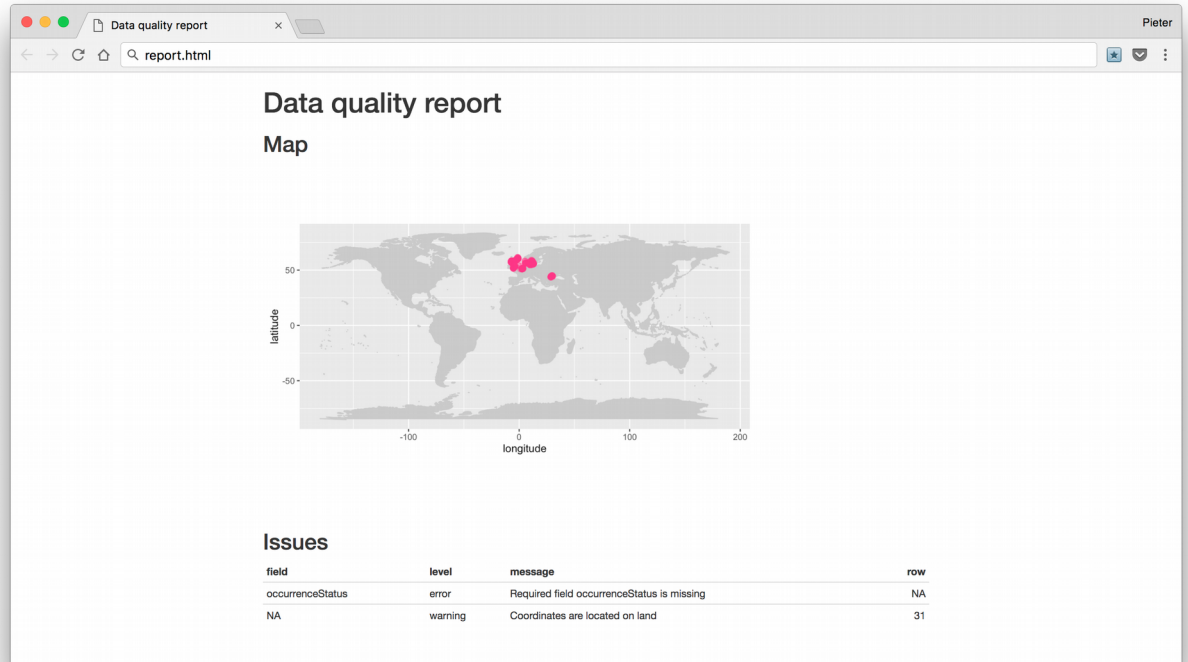 Data quality report
Pieter
report.html
Data quality report
Map
50
0
-50
latitude
-100 0 100 200
longitude
Issues
field level message row
occurrenceStatus error Required field occurrenceStatus is missing NA
NA warning Coordinates are located on land 31